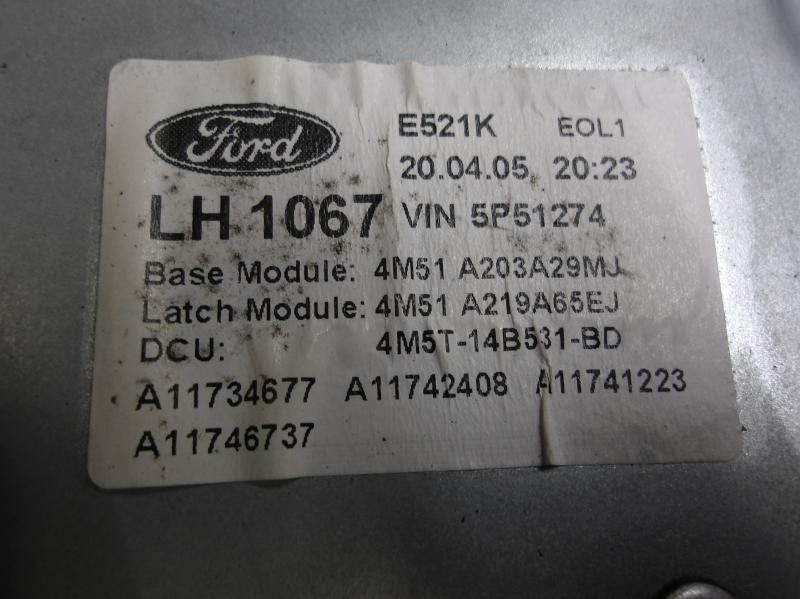 Ford
E521K EOL1
20.04.05 20:23
LH 1067 VIN 5P51274
Base Module: 4M51 A203A29MJ
Latch Module: 4M51 A219A65EJ
DCU: 4M5T-14B531-BD
A11734677 A11742408 A11741223
A11746737